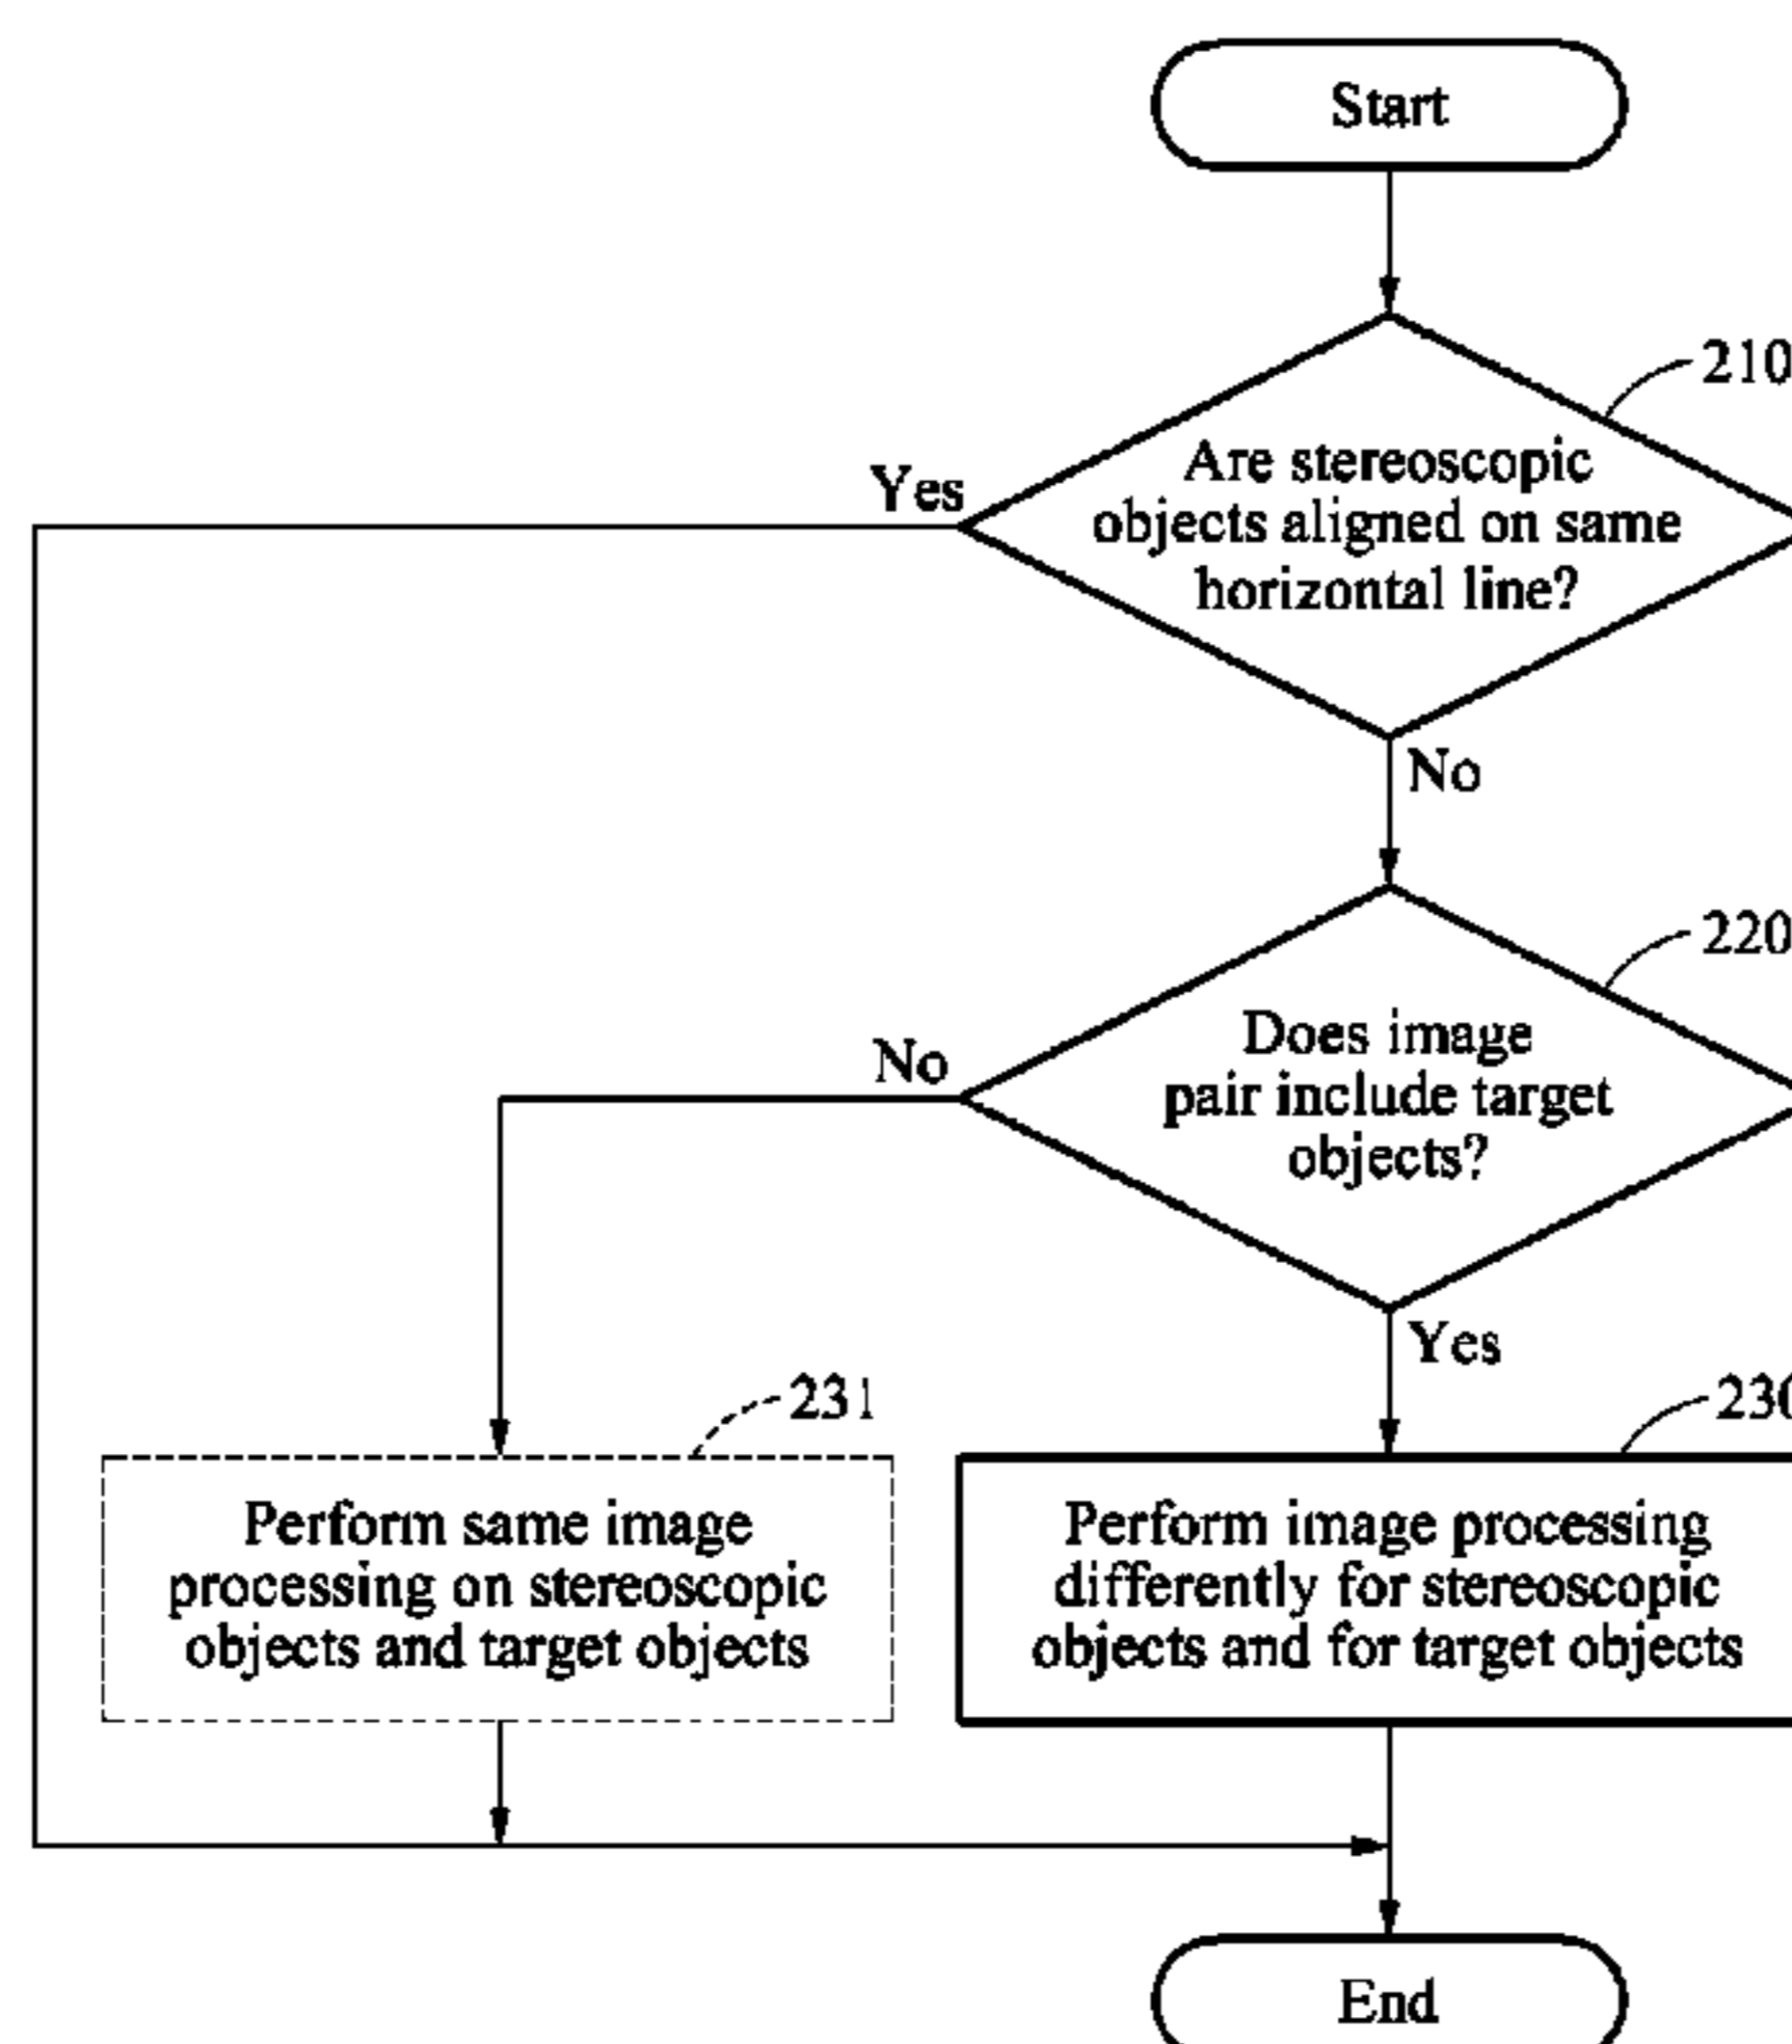 Start
210
Are stereoscopic
objects aligned on same
horizontal line?
Yes
No
220
Does image
pair include target
objects?
No
Yes
231
230
Perform same image
processing on stereoscopic
objects and target objects
Perform image processing
differently for stereoscopic
objects and for target objects
End